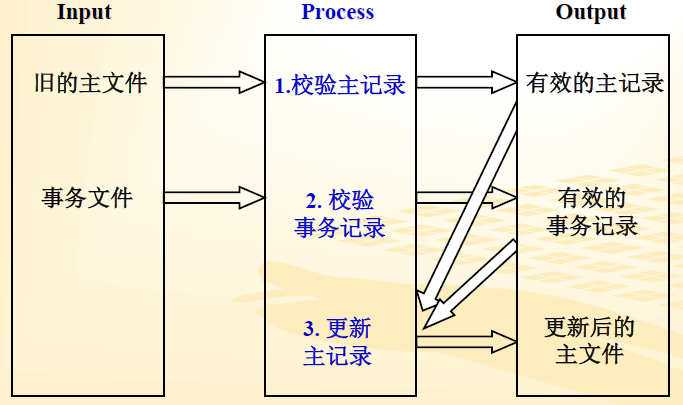 Input
Process
Output
旧的主文件
1.校验主记录
有效的主记录
事务文件
2. 校验
事务记录
有效的
事务记录
3. 更新
主记录
更新后的
主文件